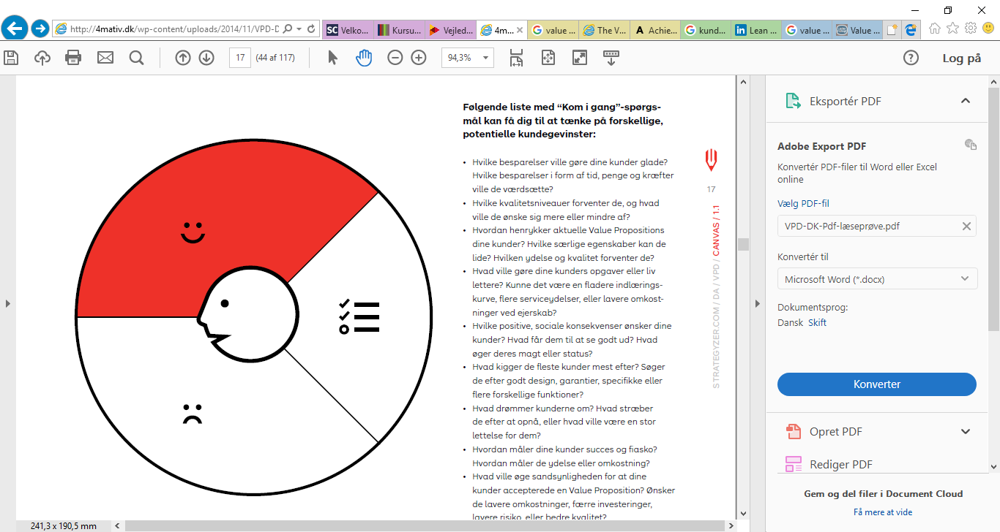 http://4mativ.dk/wp-content/uploads/2014/11/VPD-D
SC Velko...
Kursu...
Vejled...
4m...
value ...
The V...
A Achie...
kund...
in Lean ...
value ...
Value ...
17 (44 af 117)
94,3%
Log på
Følgende liste med “Kom i gang”-spørgs-
mål kan få dig til at tænke på forskellige,
potentielle kundegevinster:
• Hvilke besparelser ville gøre dine kunder glade?
Hvilke besparelser i form af tid, penge og kræfter
ville de værdsætte?
• Hvilke kvalitetsniveauer forventer de, og hvad
ville de ønske sig mere eller mindre af?
• Hvordan henrykker aktuelle Value Propositions
dine kunder? Hvilke særlige egenskaber kan de
lide? Hvilken ydelse og kvalitet forventer de?
• Hvad ville gøre dine kunders opgaver eller liv
lettere? Kunne det være en fladere indlærings-
kurve, flere serviceydelser, eller lavere omkost-
ninger ved ejerskab?
• Hvilke positive, sociale konsekvenser ønsker dine
kunder? Hvad får dem til at se godt ud? Hvad
øger deres magt eller status?
• Hvad kigger de fleste kunder mest efter? Søger
de efter godt design, garantier, specifikke eller
flere forskellige funktioner?
• Hvad drømmer kunderne om? Hvad stræber
de efter at opnå, eller hvad ville være en stor
lettelse for dem?
• Hvordan måler dine kunder succes og fiasko?
Hvordan måler de ydelse eller omkostning?
• Hvad ville øge sandsynligheden for at dine
kunder accepterede en Value Proposition? Ønsker
de lavere omkostninger, færre investeringer,
lavere risiko, eller bedre kvalitet?
17
STRATEGYZER.COM / DA / VPD / CANVAS / 1.1
Eksportér PDF
Adobe Export PDF
Konvertér PDF-filer til Word eller Excel
online
Vælg PDF-fil
VPD-DK-Pdf-læseprøve.pdf
Konvertér til
Microsoft Word (*.docx)
Dokumentsprog:
Dansk Skift
Konverter
Opret PDF
Rediger PDF
Gem og del filer i Document Cloud
Få mere at vide
241,3 x 190,5 mm